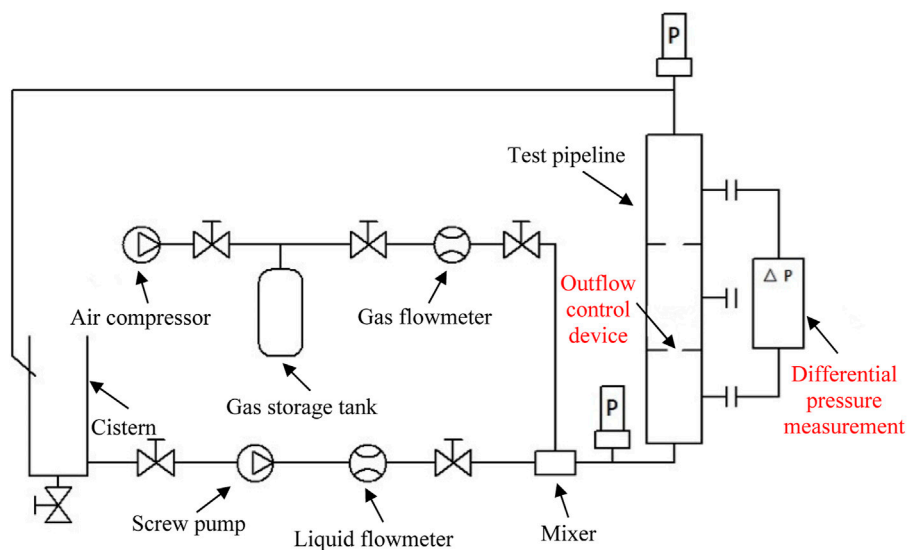 P
Test pipeline
Air compressor
Gas flowmeter
Outflow
control
device
Δ P
Gas storage tank
Differential
pressure
measurement
Cistern
P
Screw pump
Liquid flowmeter
Mixer